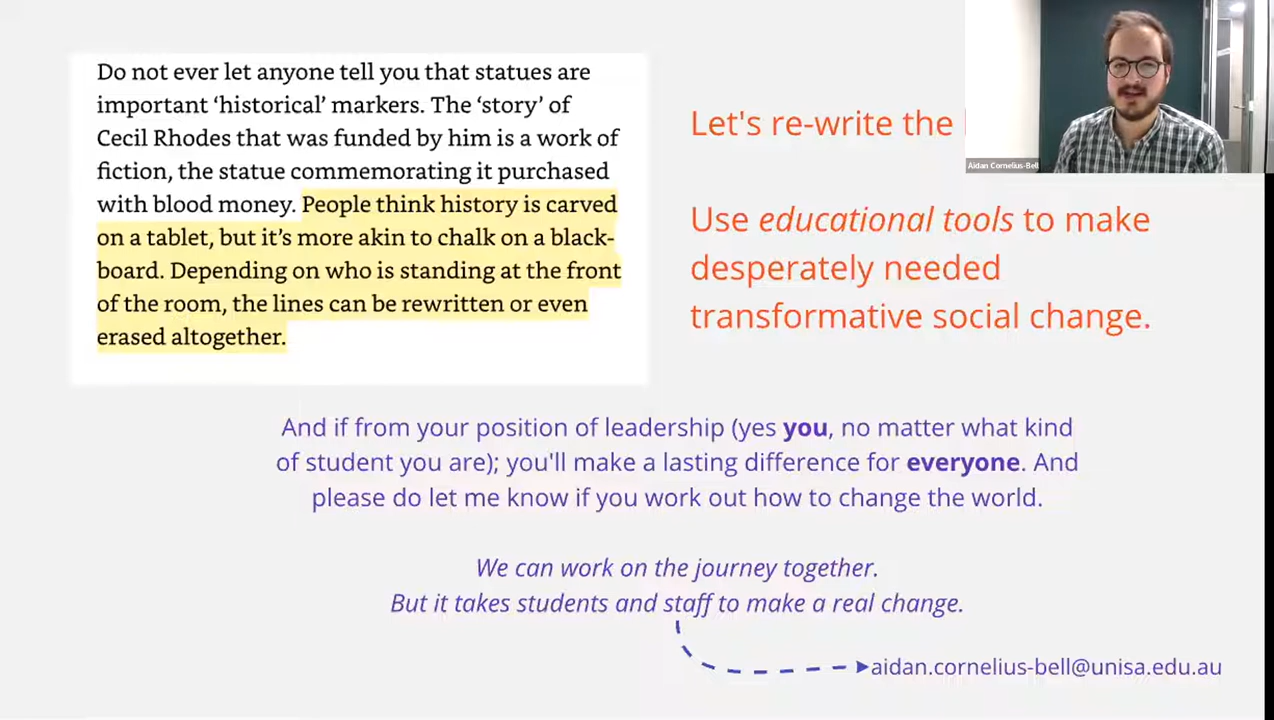 Do not ever let anyone tell you that statues are
important ‘historical’ markers. The ‘story’ of
Cecil Rhodes that was funded by him is a work of
fiction, the statue commemorating it purchased
with blood money. People think history is carved
on a tablet, but it’s more akin to chalk on a black-
board. Depending on who is standing at the front
of the room, the lines can be rewritten or even
erased altogether.
Let's re-write the
Aidan Cornelius-Bell
Use educational tools to make
desperately needed
transformative social change.
And if from your position of leadership (yes you, no matter what kind
of student you are); you'll make a lasting difference for everyone. And
please do let me know if you work out how to change the world.
We can work on the journey together.
But it takes students and staff to make a real change.
aidan.cornelius-bell@unisa.edu.au